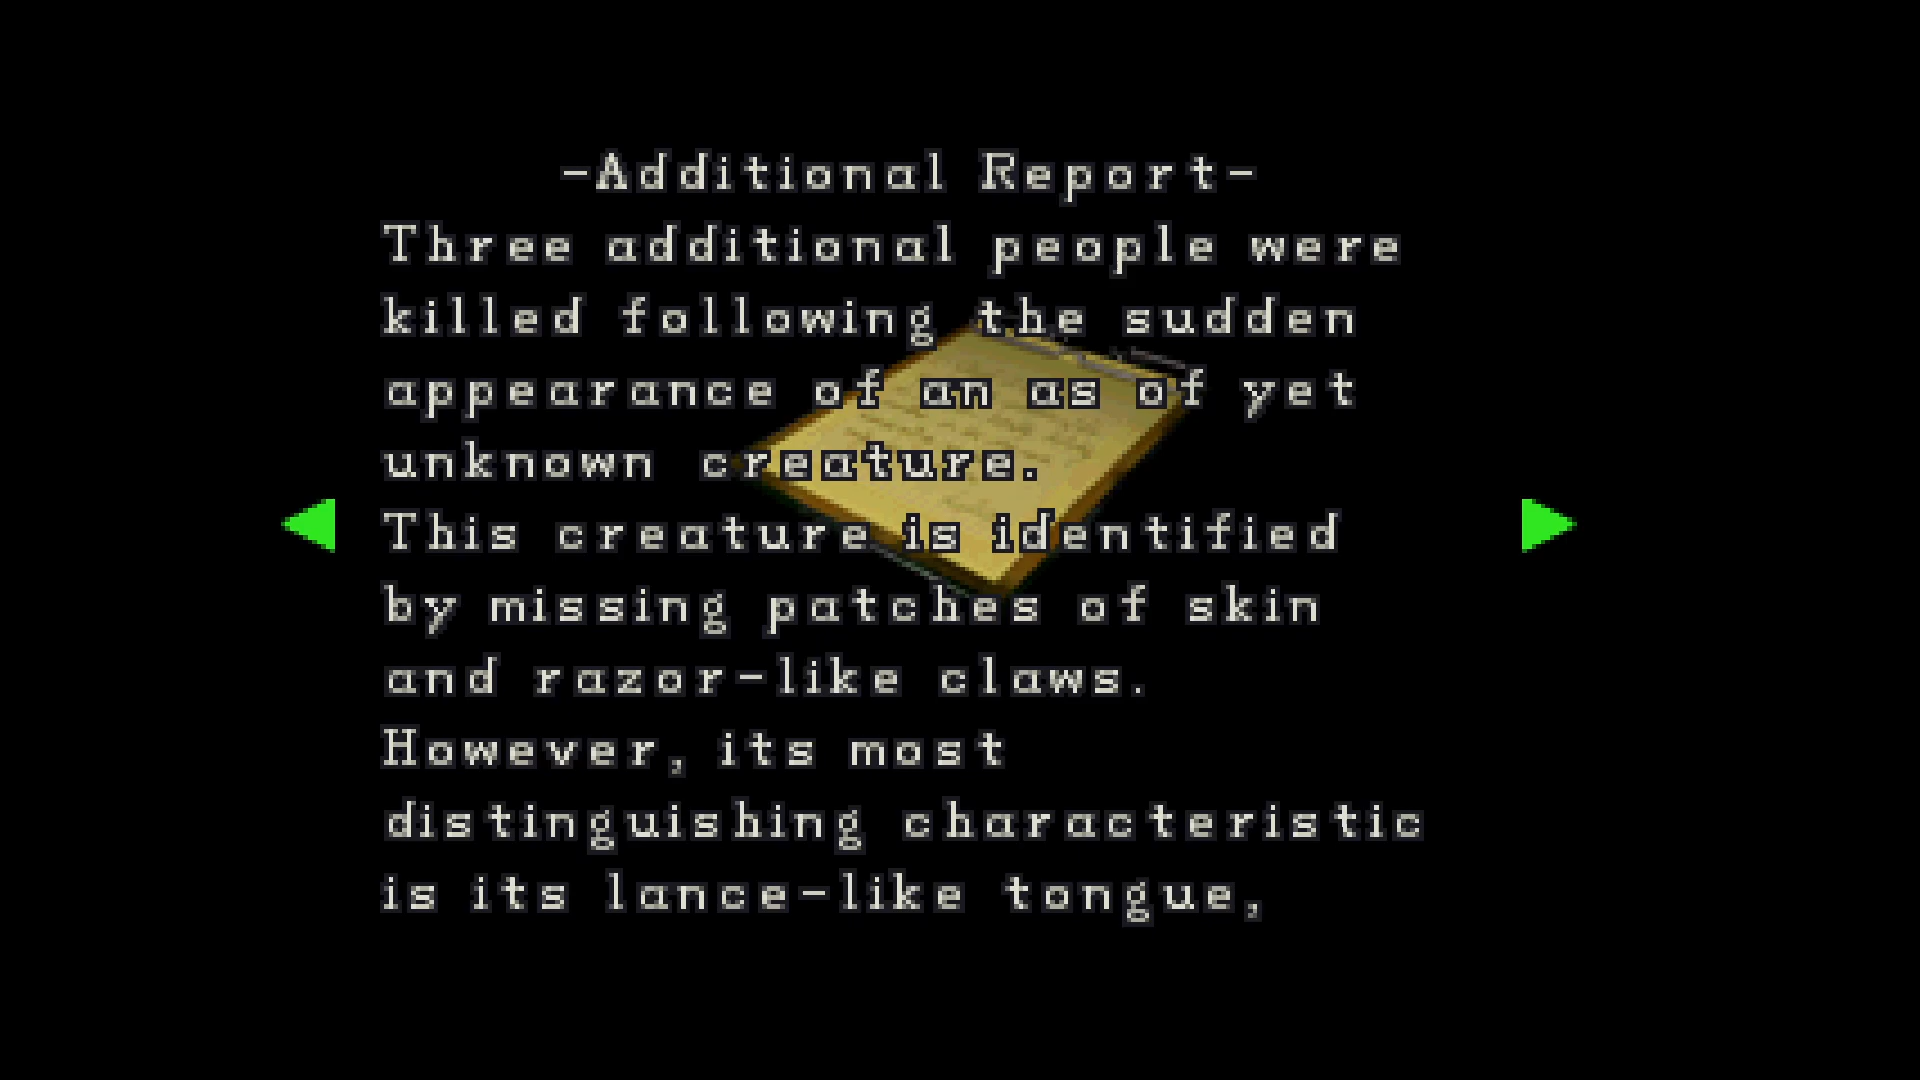 -Additional Report-
Three additional people were
killed following the sudden
appearance of an as of yet
unknown creature.
This creature is identified
by missing patches of skin
and razor-like claws.
However, its most
distinguishing characteristic
is its lance-like tongue,